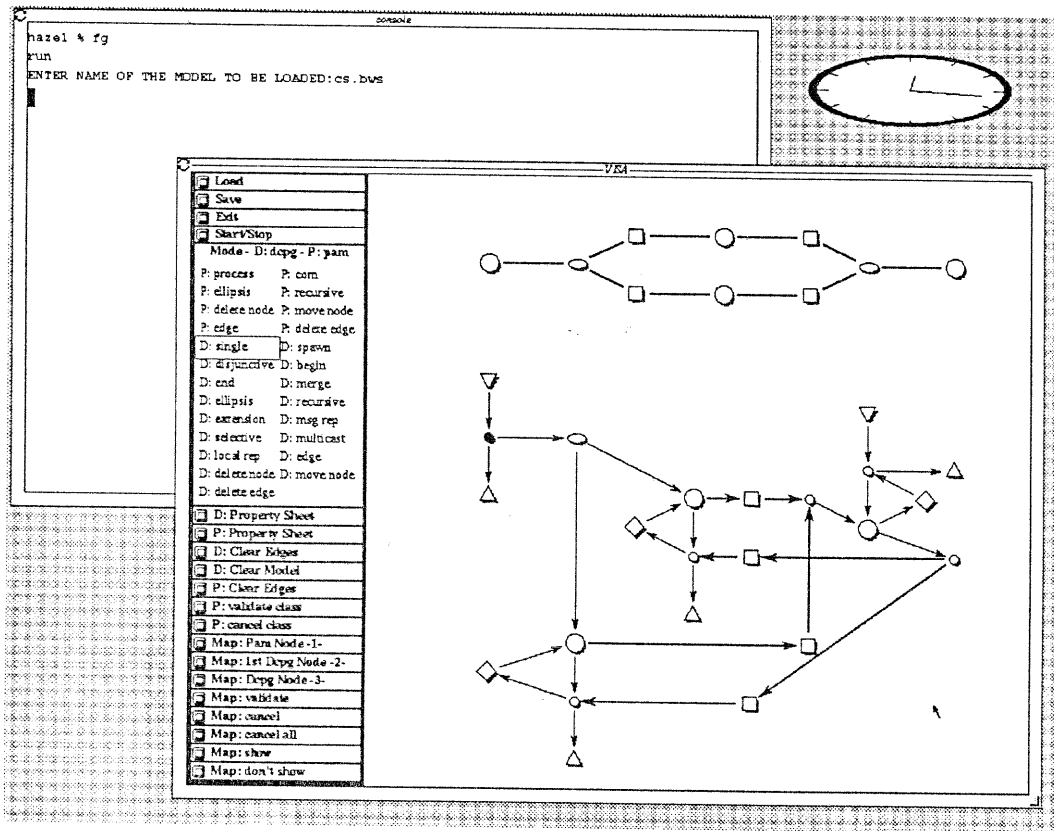 console
hazel % fg
run
ENTER NAME OF THE MODEL TO BE LOADED:cs.bws
VEA
Load
Save
Exit
Start/Stop
Mode - D: dcpg - P: pam
P: process P: com
P: ellipsis P: recursive
P: delete node P: move node
P: edge P: delete edge
D: single D: spawn
D: disjunctive D: begin
D: end D: merge
D: ellipsis D: recursive
D: extension D: msg rep
D: selective D: multicast
D: local rep D: edge
D: delete node D: move node
D: delete edge
D: Property Sheet
P: Property Sheet
D: Clear Edges
D: Clear Model
P: Clear Edges
P: validate class
P: cancel class
Map: Para Node -1-
Map: 1st Dcpg Node -2-
Map: Dcpg Node -3-
Map: validate
Map: cancel
Map: cancel all
Map: show
Map: don't show